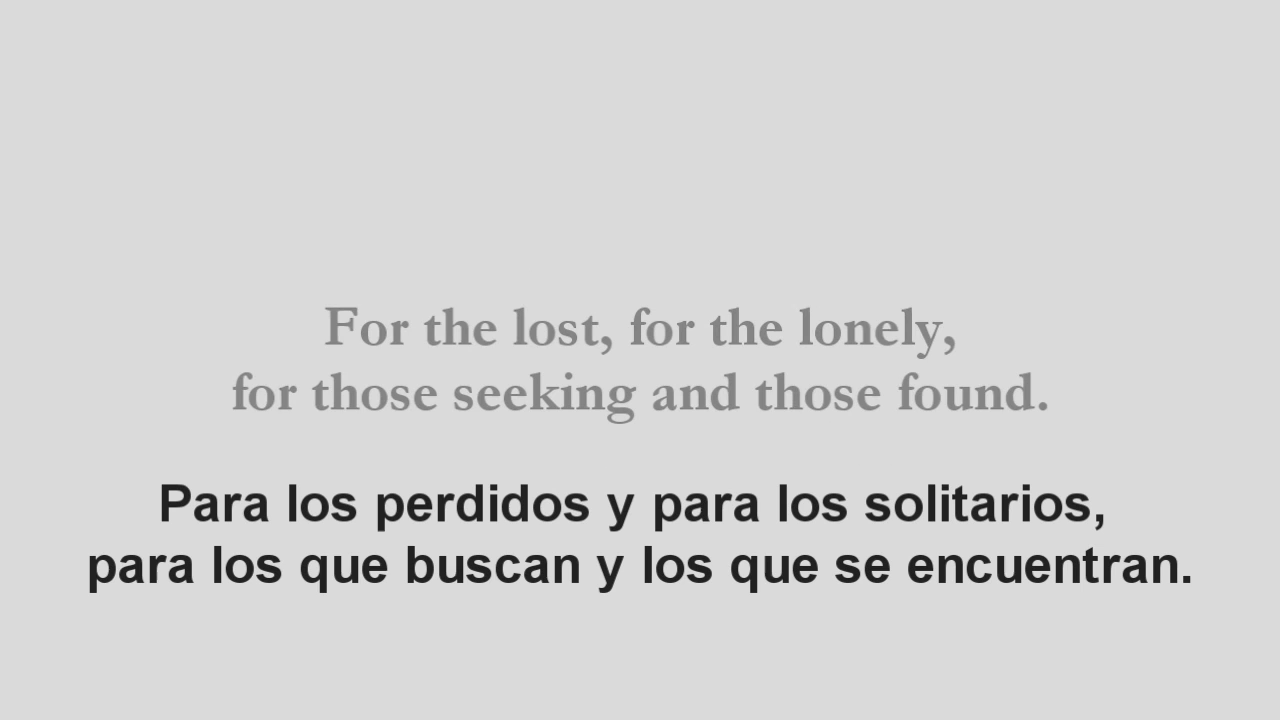 For the lost, for the lonely,
for those seeking and those found.
Para los perdidos y para los solitarios,
para los que buscan y los que se encuentran.